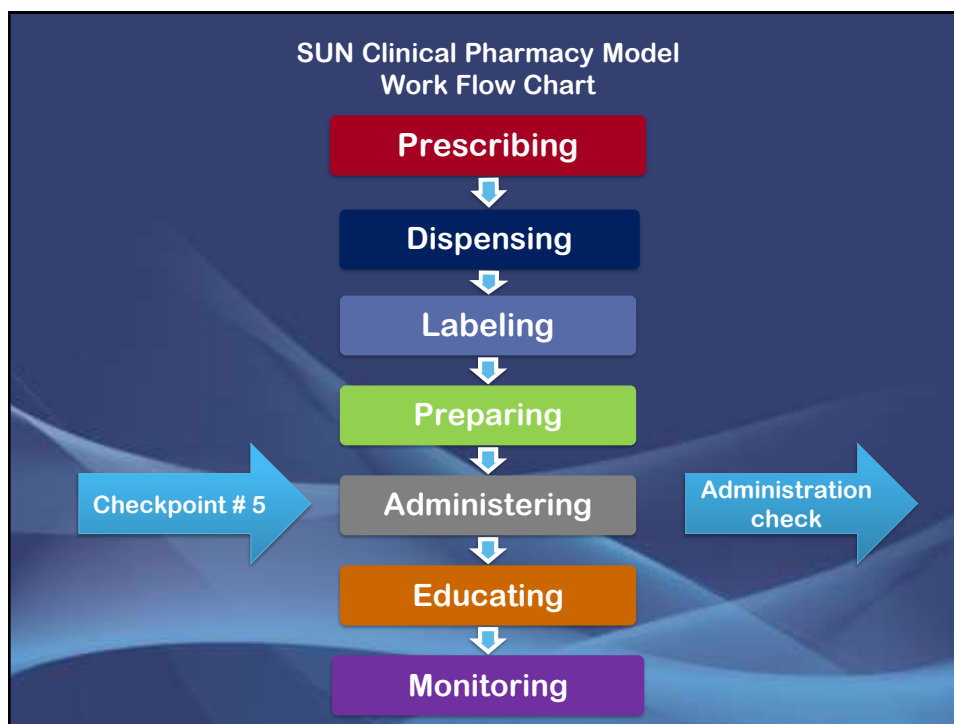 SUN Clinical Pharmacy Model
Work Flow Chart
Prescribing
Dispensing
Labeling
Preparing
Checkpoint # 5
Administering
Administration
check
Educating
Monitoring